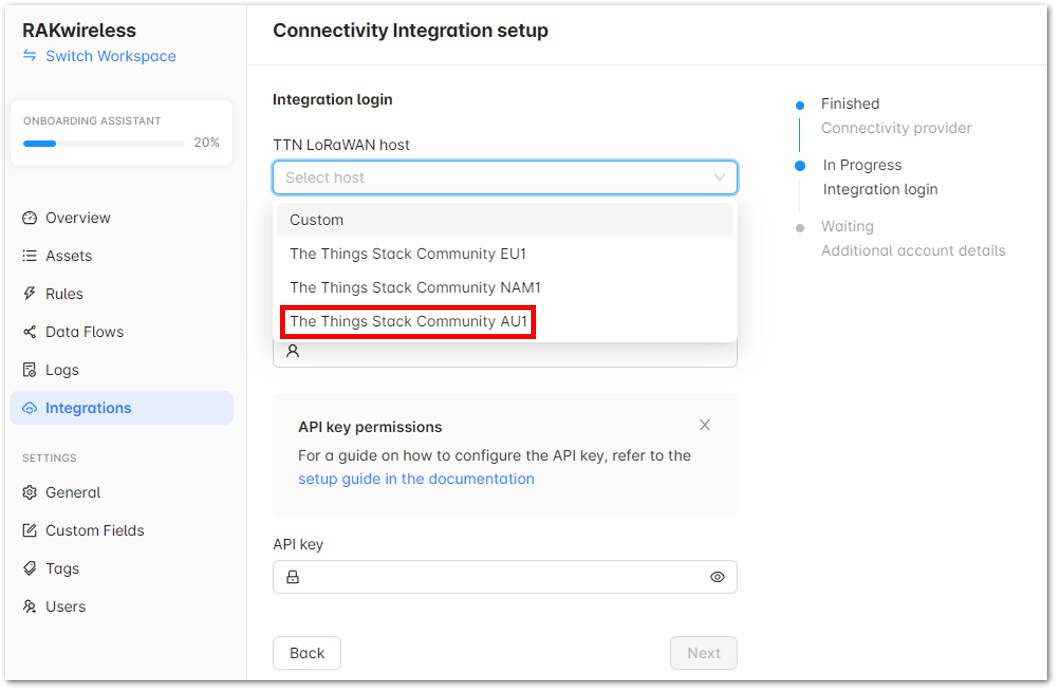 RAKwireless
Switch Workspace
ONBOARDING ASSISTANT
20%
Overview
Assets
Rules
Data Flows
Logs
Integrations
SETTINGS
General
Custom Fields
Tags
Users
Connectivity Integration setup
Integration login
TTN LoRaWAN host
Select host
Custom
The Things Stack Community EU1
The Things Stack Community NAM1
The Things Stack Community AU1
API key permissions
For a guide on how to configure the API key, refer to the
setup guide in the documentation
API key
Back
Next
Finished
Connectivity provider
In Progress
Integration login
Waiting
Additional account details